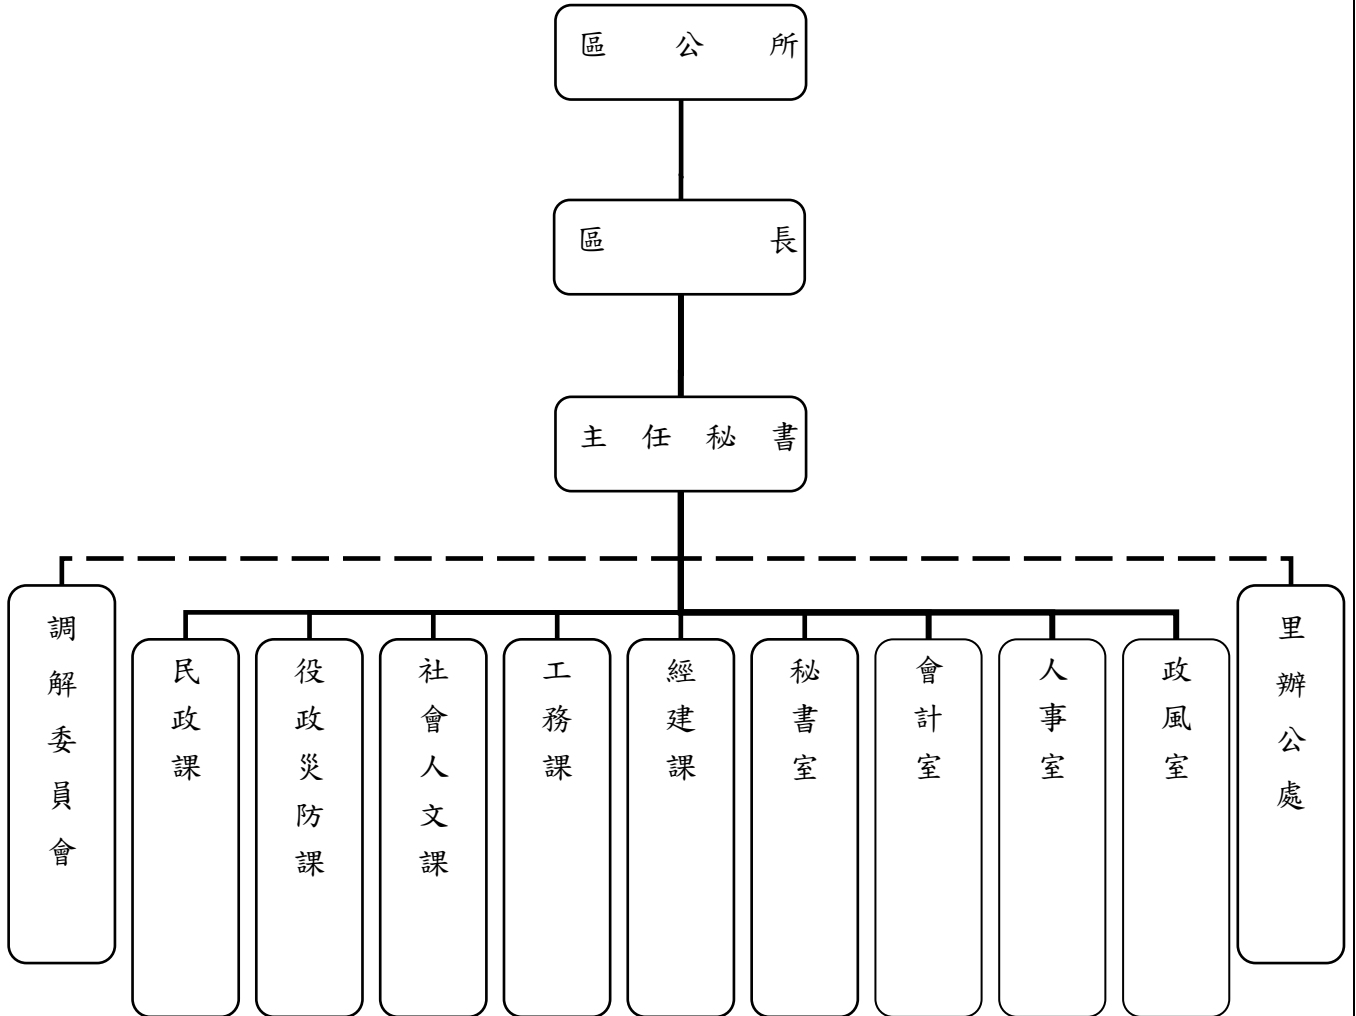 區公所
區長
主任秘書
調解委員會
民政課
役政災防課
社會人文課
工務課
經建課
秘書室
會計室
人事室
政風室
里辦公處